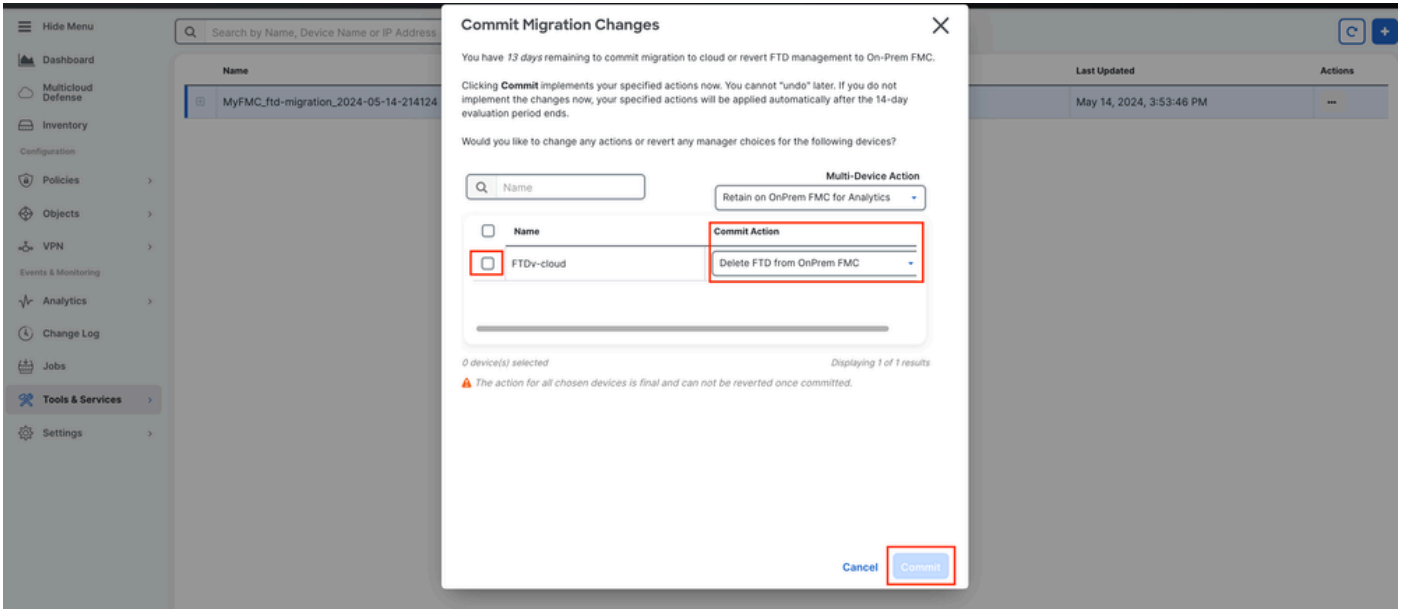 Hide Menu
Dashboard
Multicloud
Defense
Inventory
Configuration
Policies
Objects
VPN
Events & Monitoring
Analytics
Change Log
Jobs
Tools & Services
Settings
Search by Name, Device Name or IP Address
Name
Last Updated
Actions
MyFMC_ftd-migration_2024-05-14-214124
May 14, 2024, 3:53:46 PM
Commit Migration Changes
You have 13 days remaining to commit migration to cloud or revert FTD management to On-Prem FMC.
Clicking Commit implements your specified actions now. You cannot "undo" later. If you do not
implement the changes now, your specified actions will be applied automatically after the 14-day
evaluation period ends.
Would you like to change any actions or revert any manager choices for the following devices?
Multi-Device Action
Name
Retain on OnPrem FMC for Analytics
Name
Commit Action
FTDv-cloud
Delete FTD from OnPrem FMC
0 device(s) selected
Displaying 1 of 1 results
The action for all chosen devices is final and can not be reverted once committed.
Cancel
Commit